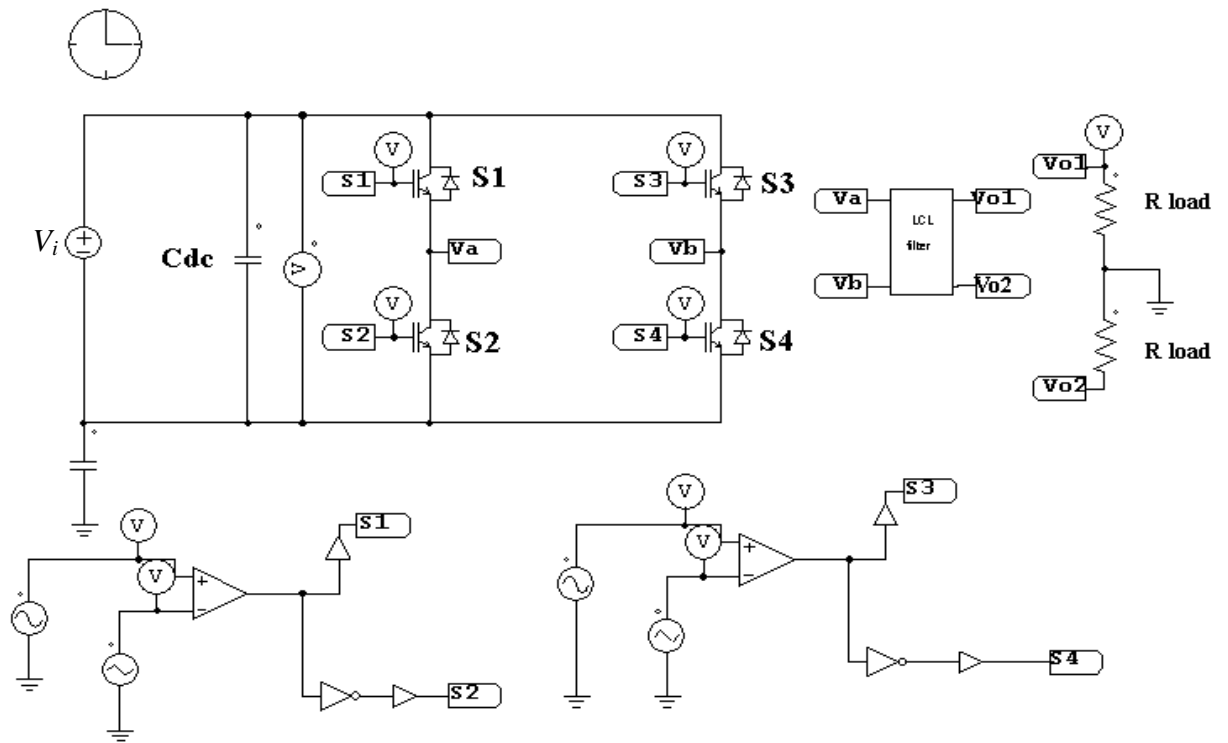 V
V
V
S1
S1
S3
S3
Vo1
R load
Va
LCL
filter
Vo1
Vi
Cdc
V
Va
Vb
Vb
Vo2
V
V
S2
S2
S4
S4
R load
Vo2
V
S3
V
S1
V
V
+
−
+
−
S4
S2